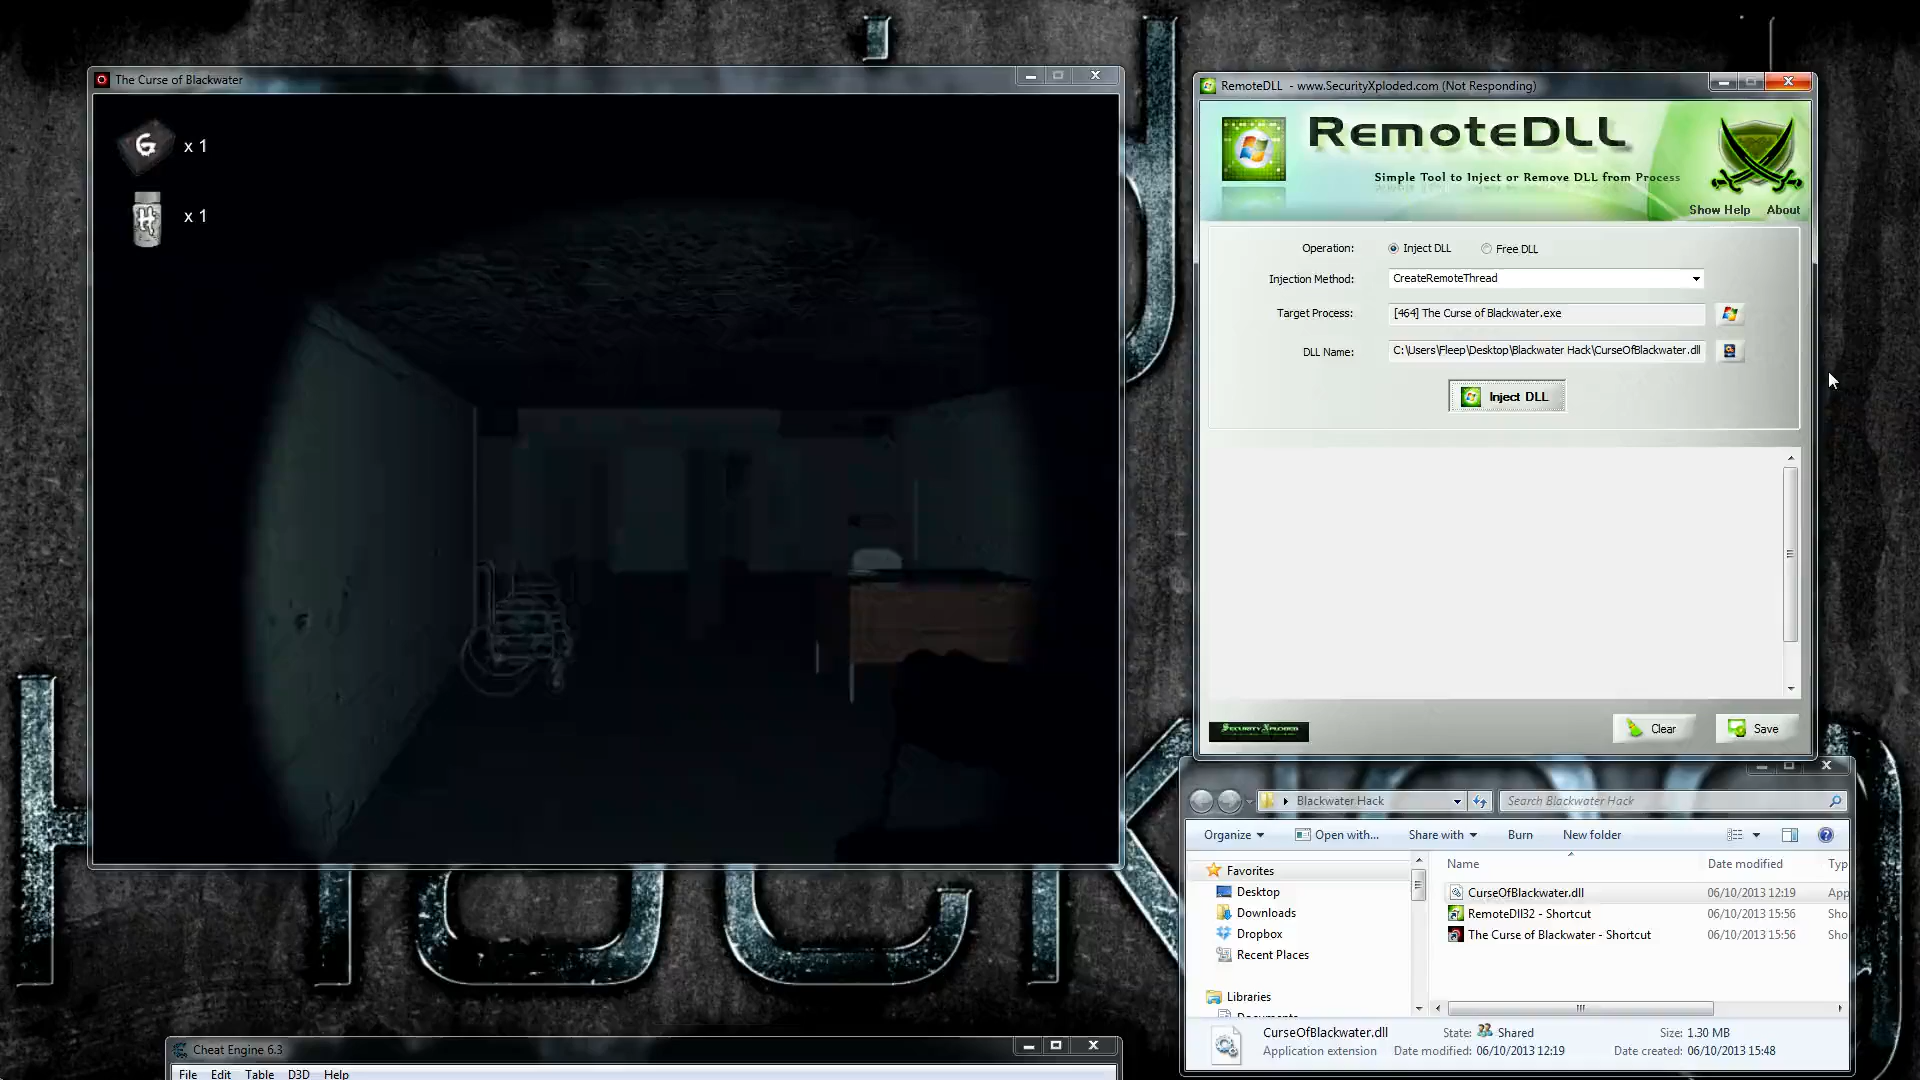 The Curse of Blackwater
G x 1
H x 1
RemoteDLL - www.SecurityXploded.com (Not Responding)
RemoteDLL
Simple Tool to Inject or Remove DLL from Process
Show Help About
Operation: Inject DLL Free DLL
Injection Method: CreateRemoteThread
Target Process: [464] The Curse of Blackwater.exe
DLL Name: C:\Users\Fleep\Desktop\Blackwater Hack\CurseOfBlackwater.dll
Inject DLL
SecurityXploded
Clear Save
Blackwater Hack
Search Blackwater Hack
Organize Open with... Share with Burn New folder
Favorites
Desktop
Downloads
Dropbox
Recent Places
Libraries
Name Date modified Typ
CurseOfBlackwater.dll 06/10/2013 12:19 App
RemoteDll32 - Shortcut 06/10/2013 15:56 Sho
The Curse of Blackwater - Shortcut 06/10/2013 15:56 Sho
CurseOfBlackwater.dll State: Shared Size: 1.30 MB
Application extension Date modified: 06/10/2013 12:19 Date created: 06/10/2013 15:48
Cheat Engine 6.3
File Edit Table D3D Help